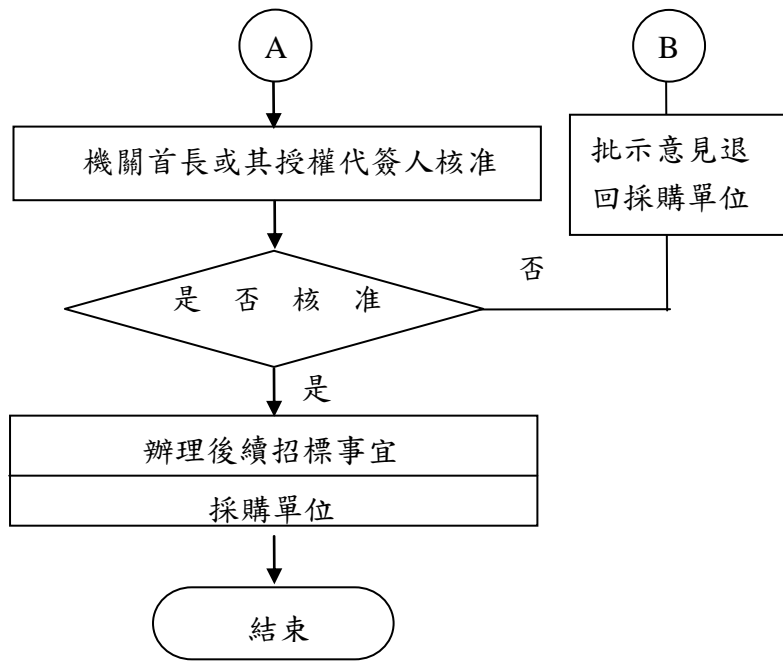 A
B
機關首長或其授權代簽人核准
批示意見退
回採購單位
否
是否核准
是
辦理後續招標事宜
採購單位
結束